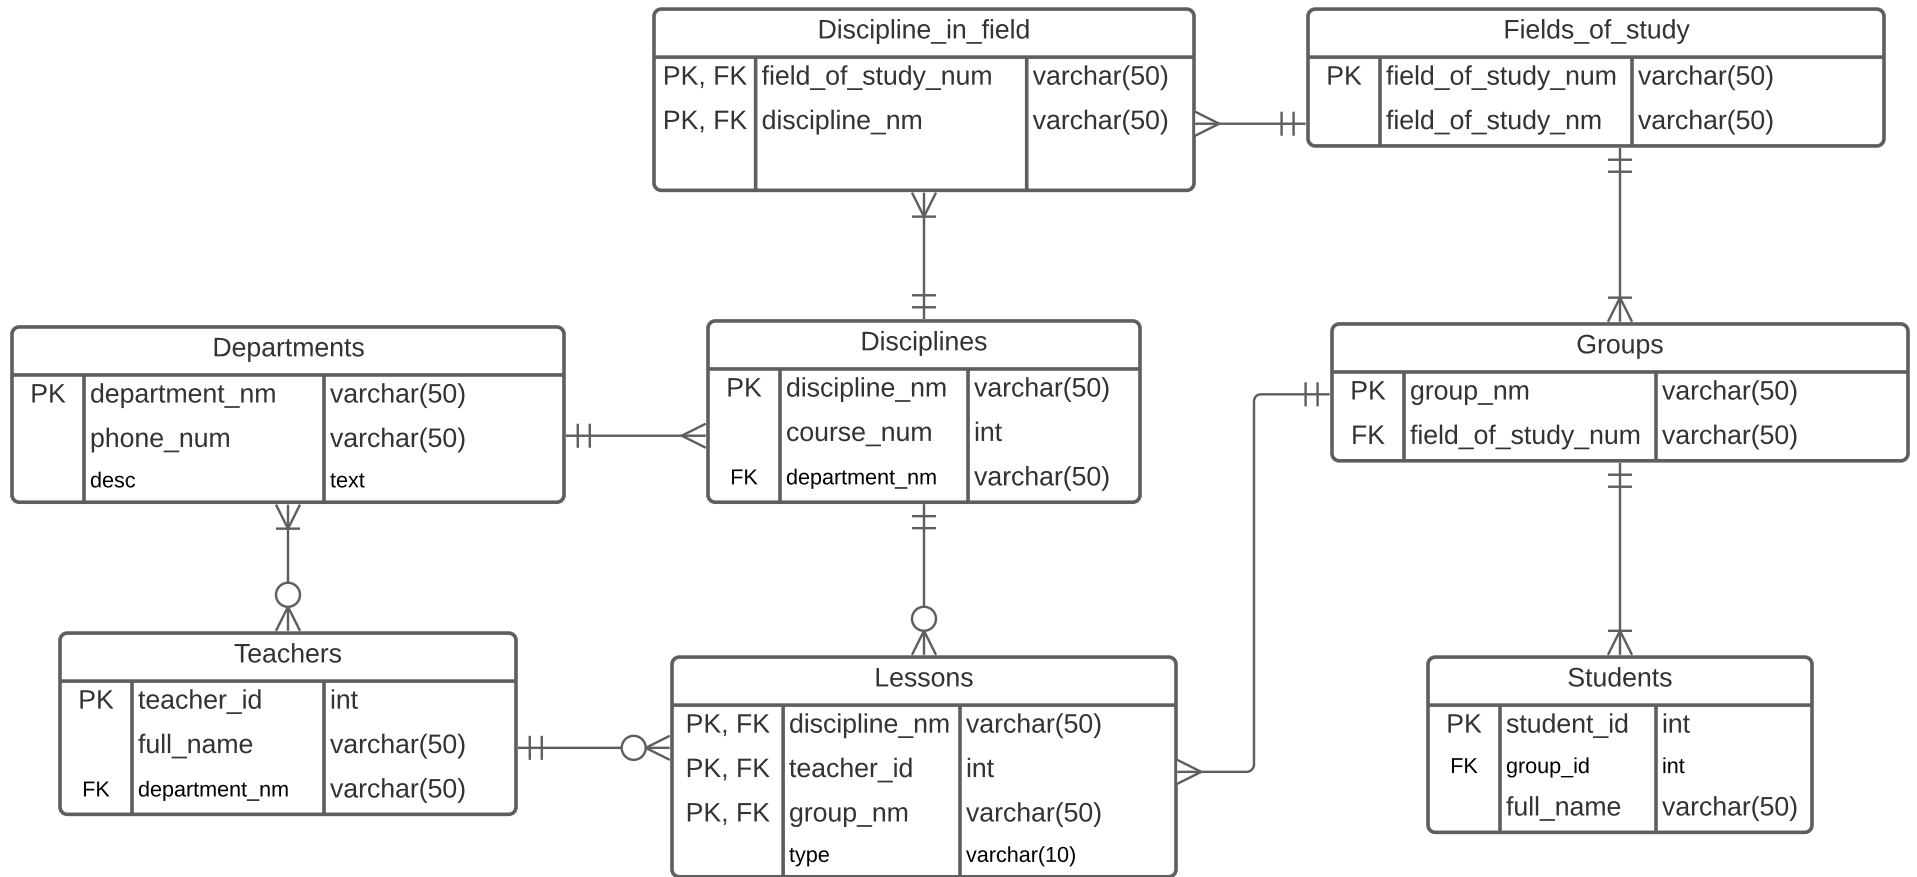 Discipline_in_field
PK, FK field_of_study_num varchar(50)
PK, FK discipline_nm varchar(50)
Fields_of_study
PK field_of_study_num varchar(50)
field_of_study_nm varchar(50)
Departments
PK department_nm varchar(50)
phone_num varchar(50)
desc text
Disciplines
PK discipline_nm varchar(50)
course_num int
FK department_nm varchar(50)
Groups
PK group_nm varchar(50)
FK field_of_study_num varchar(50)
Teachers
PK teacher_id int
full_name varchar(50)
FK department_nm varchar(50)
Lessons
PK, FK discipline_nm varchar(50)
PK, FK teacher_id int
PK, FK group_nm varchar(50)
type varchar(10)
Students
PK student_id int
FK group_id int
full_name varchar(50)